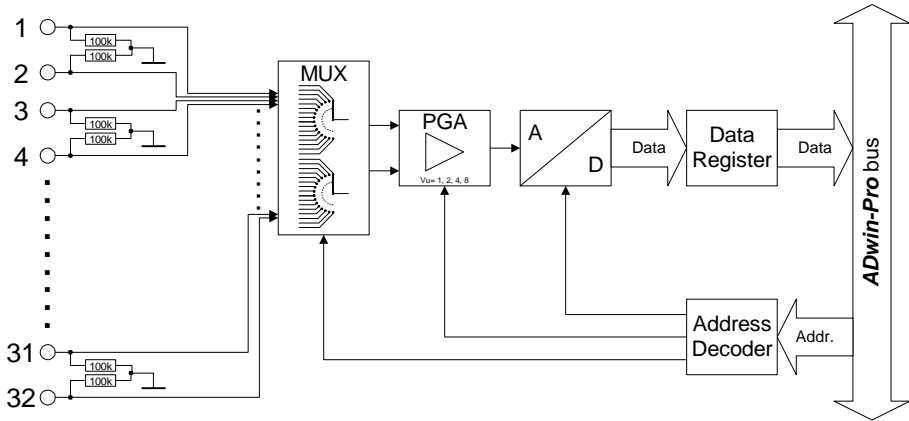 1
100k
100k
2
3
100k
100k
4
31
100k
100k
32
MUX
PGA
Vu= 1, 2, 4, 8
A
D
Data
Data
Register
Data
Address
Decoder
Addr.
ADwin-Pro bus